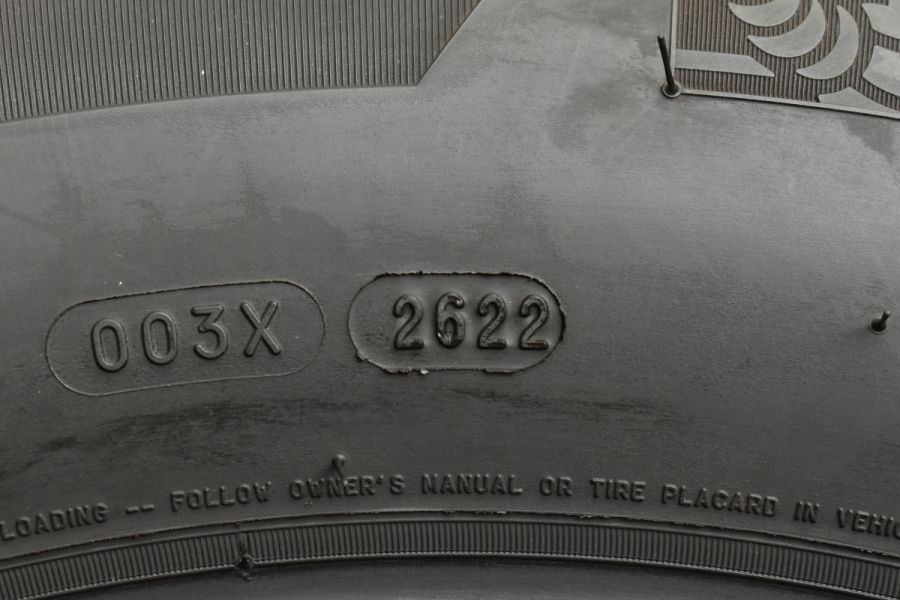 003X 2622
LOADING -- FOLLOW OWNER'S MANUAL OR TIRE PLACARD IN